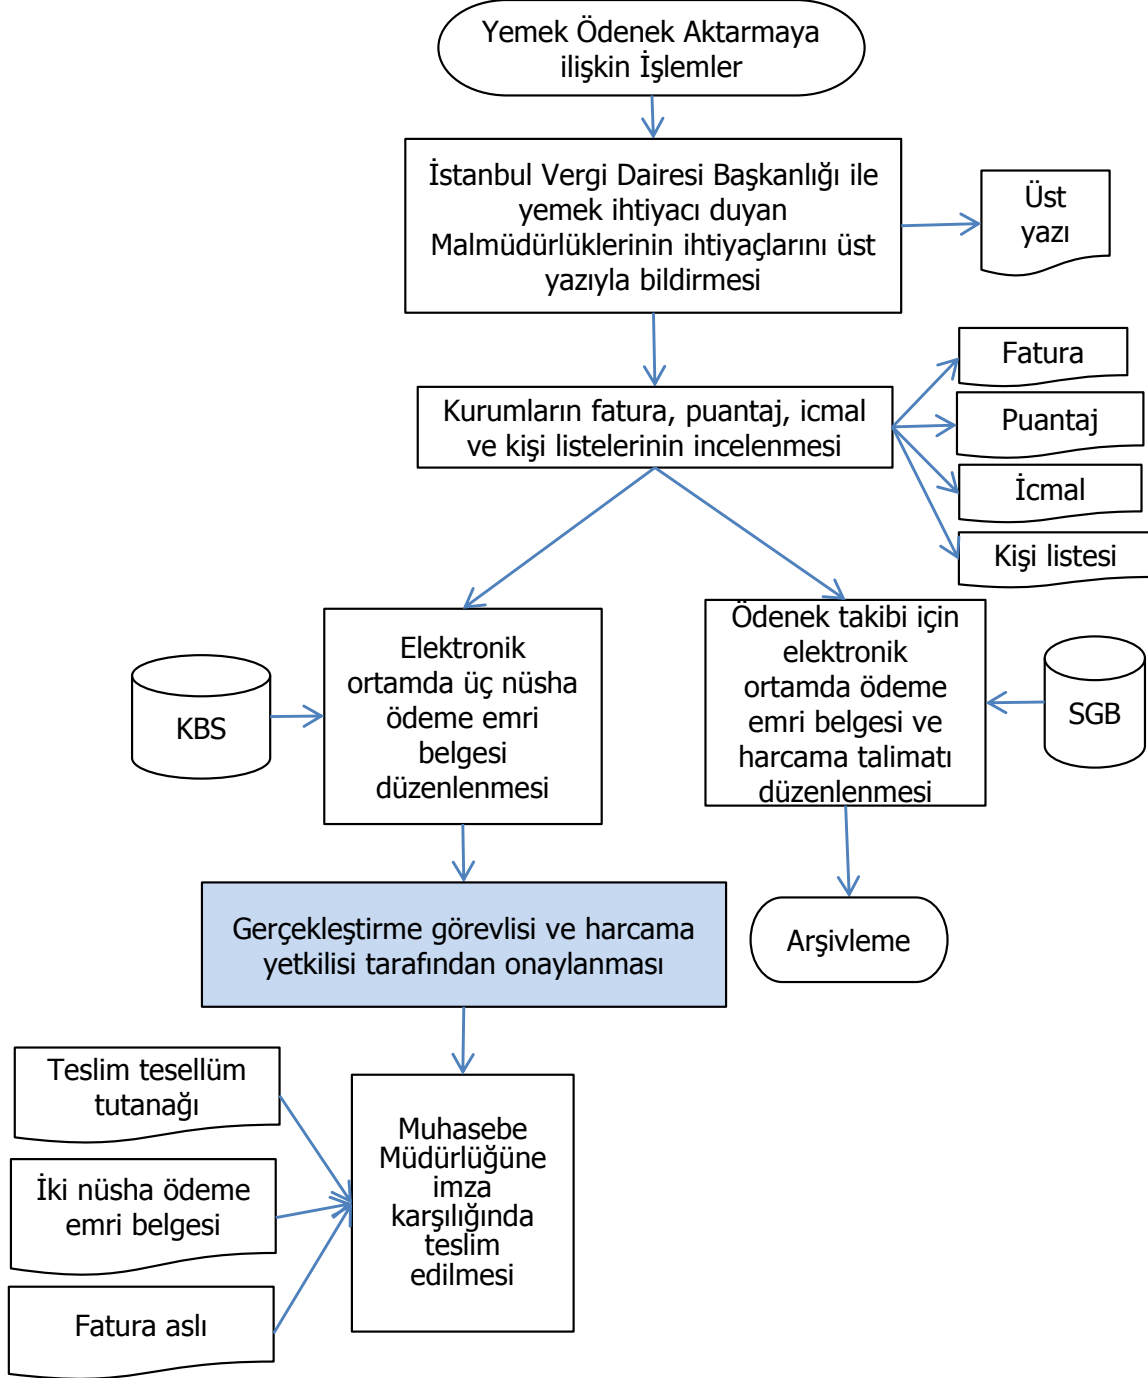 Yemek Ödenek Aktarmaya
ilişkin İşlemler
İstanbul Vergi Dairesi Başkanlığı ile
yemek ihtiyacı duyan
Malmüdürlüklerinin ihtiyaçlarını üst
yazıyla bildirmesi
Üst
yazı
Kurumların fatura, puantaj, icmal
ve kişi listelerinin incelenmesi
Fatura
Puantaj
İcmal
Kişi listesi
KBS
Elektronik
ortamda üç nüsha
ödeme emri
belgesi
düzenlenmesi
Ödenek takibi için
elektronik
ortamda ödeme
emri belgesi ve
harcama talimatı
düzenlenmesi
SGB
Gerçekleştirme görevlisi ve harcama
yetkilisi tarafından onaylanması
Arşivleme
Teslim tesellüm
tutanağı
İki nüsha ödeme
emri belgesi
Fatura aslı
Muhasebe
Müdürlüğüne
imza
karşılığında
teslim
edilmesi